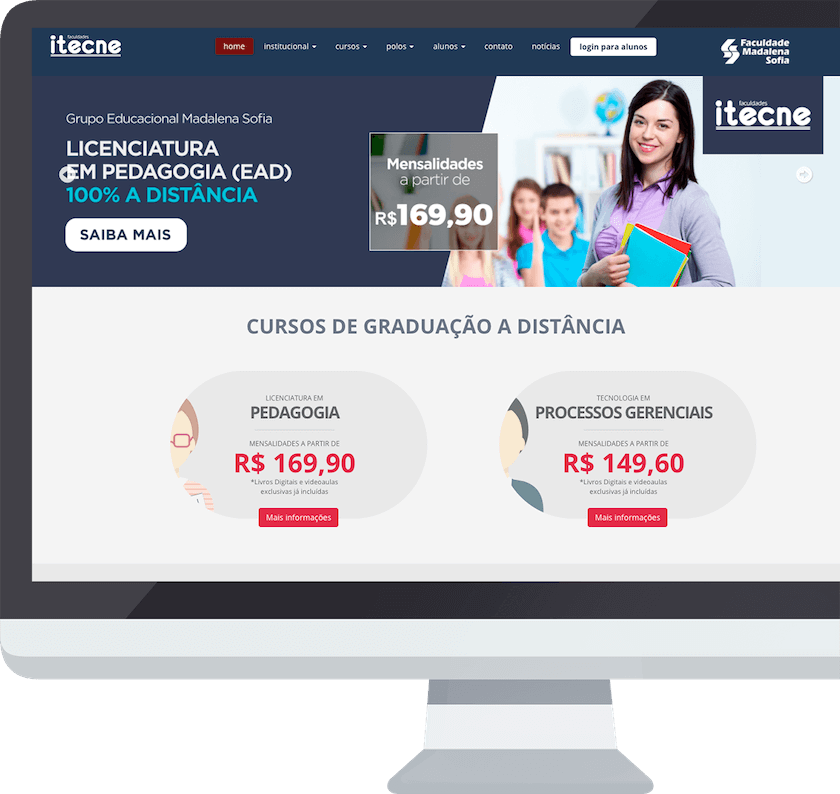 faculdades
itecne
home institucional cursos polos alunos contato notícias login para alunos
Faculdade
Madalena
Sofia
faculdades
itecne
Grupo Educacional Madalena Sofia
LICENCIATURA
EM PEDAGOGIA (EAD)
100% A DISTÂNCIA
SAIBA MAIS
Mensalidades
a partir de
R$169,90
CURSOS DE GRADUAÇÃO A DISTÂNCIA
LICENCIATURA EM
PEDAGOGIA
MENSALIDADES A PARTIR DE
R$ 169,90
*Livros Digitais e videoaulas
exclusivas já incluídas
Mais informações
TECNOLOGIA EM
PROCESSOS GERENCIAIS
MENSALIDADES A PARTIR DE
R$ 149,60
*Livros Digitais e videoaulas
exclusivas já incluídas
Mais informações